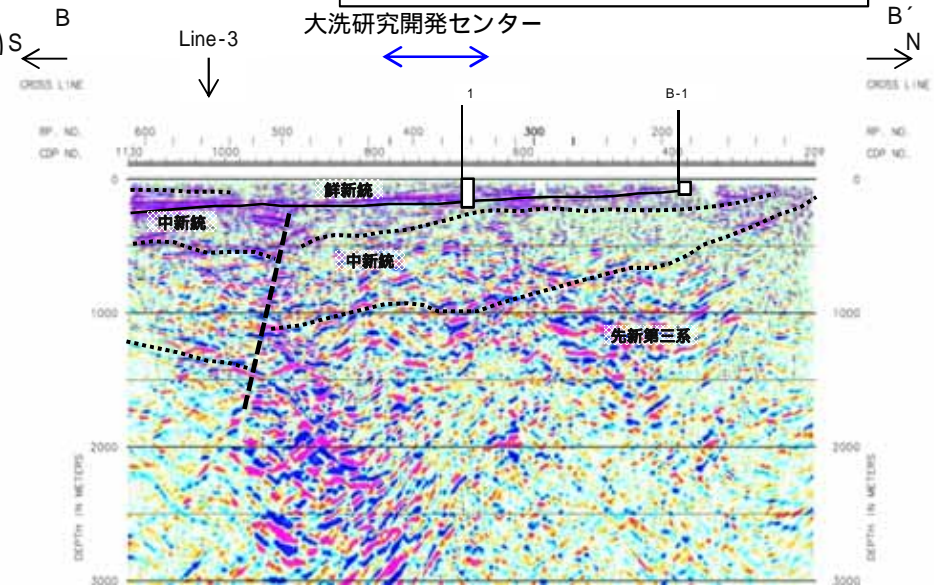 B
B´
大洗研究開発センター
S
Line-3
N
CROSS LINE
CROSS LINE
1
B-1
RP. NO.
600
500
400
300
200
RP. NO.
CDP NO.
1130
1000
800
600
400
209
CDP NO.
0
鮮新統
0
中新統
中新統
1000
先新第三系
1000
2000
2000
DEPTH IN METERS
DEPTH IN METERS
3000
3000